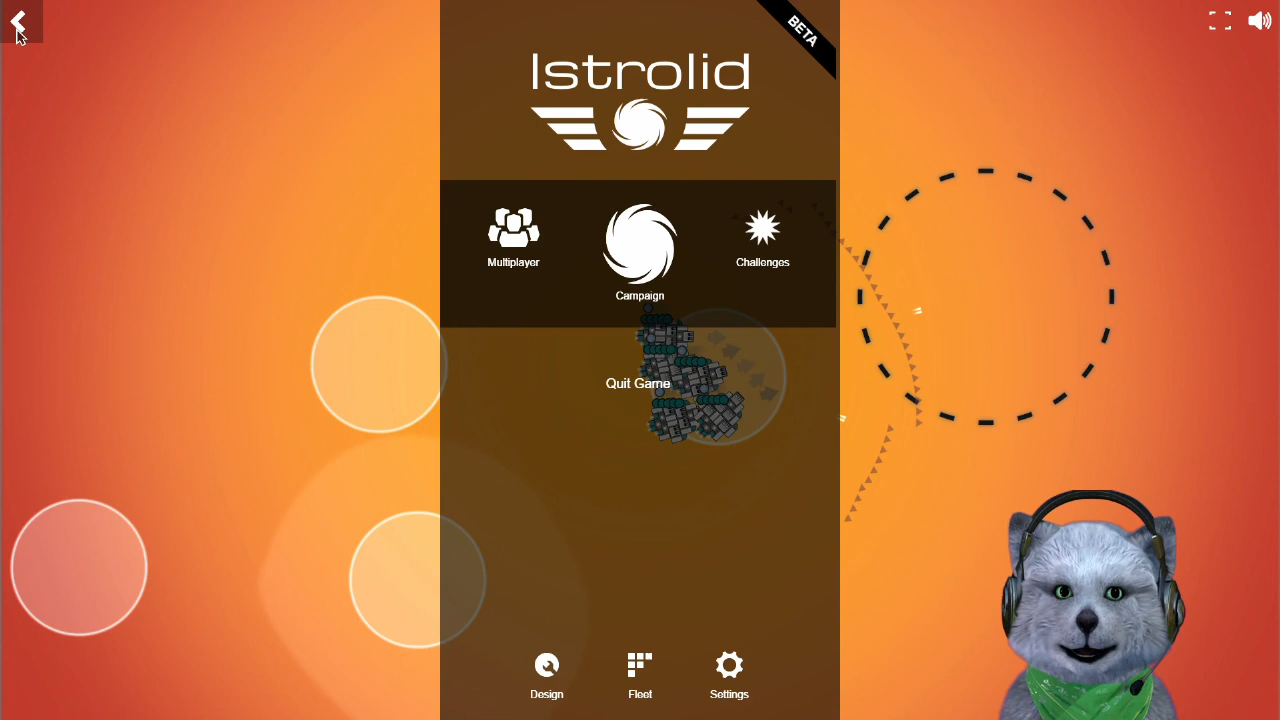 BETA
Istrolid
Multiplayer
Campaign
Challenges
Quit Game
Design
Fleet
Settings